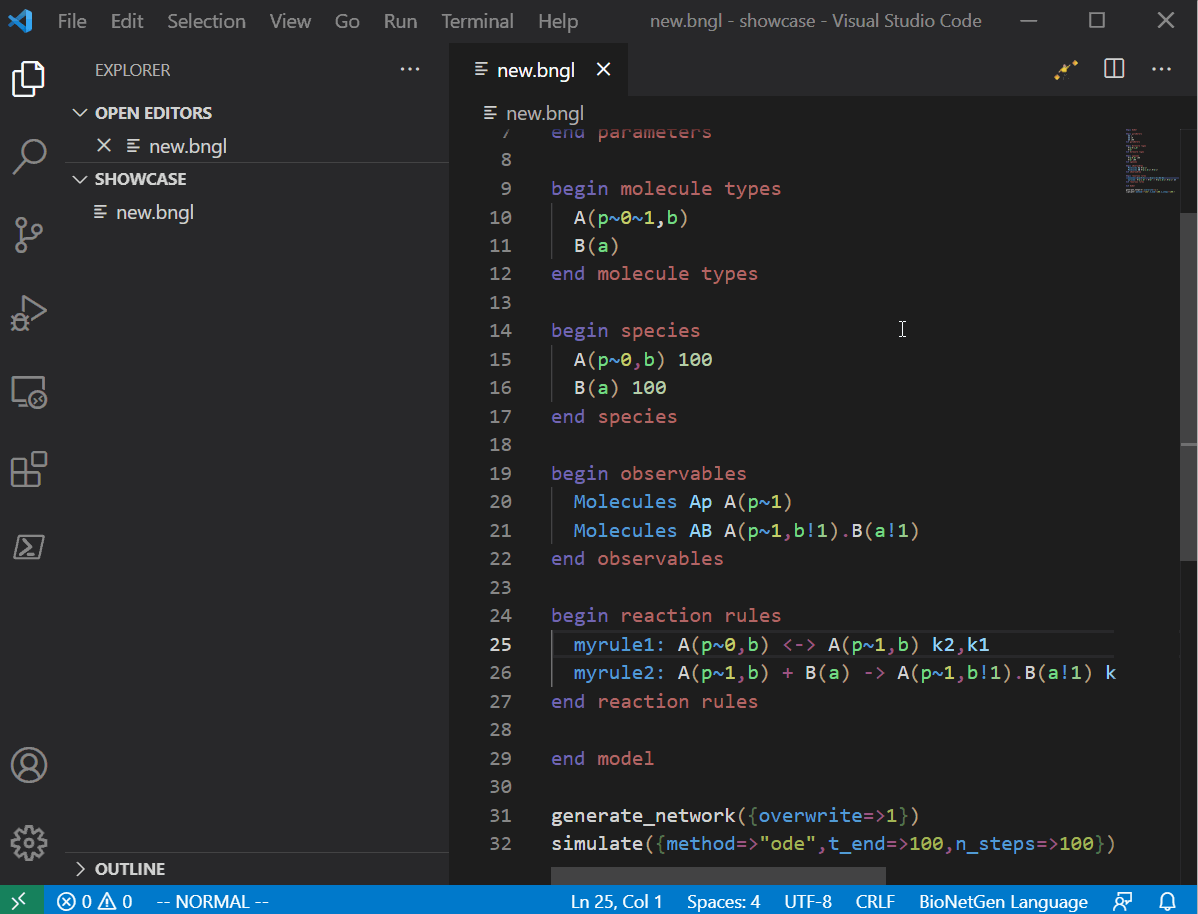 File Edit Selection View Go Run Terminal Help new.bngl - showcase - Visual Studio Code
EXPLORER
OPEN EDITORS
new.bngl
SHOWCASE
new.bngl
OUTLINE
new.bngl
new.bngl
7 end parameters
8
9 begin molecule types
10 A(p~0~1,b)
11 B(a)
12 end molecule types
13
14 begin species
15 A(p~0,b) 100
16 B(a) 100
17 end species
18
19 begin observables
20 Molecules Ap A(p~1)
21 Molecules AB A(p~1,b!1).B(a!1)
22 end observables
23
24 begin reaction rules
25 myrule1: A(p~0,b) <-> A(p~1,b) k2,k1
26 myrule2: A(p~1,b) + B(a) -> A(p~1,b!1).B(a!1) k
27 end reaction rules
28
29 end model
30
31 generate_network({overwrite=>1})
32 simulate({method=>"ode",t_end=>100,n_steps=>100})
0 0 -- NORMAL -- Ln 25, Col 1 Spaces: 4 UTF-8 CRLF BioNetGen Language